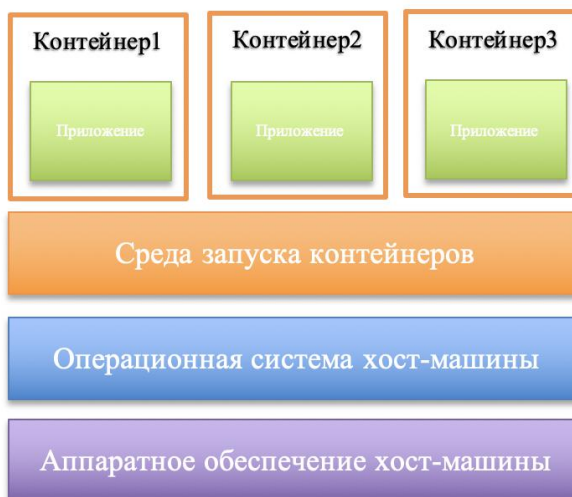 Контейнер1
Контейнер2
Контейнер3
Приложение
Приложение
Приложение
Среда запуска контейнеров
Операционная система хост-машины
Аппаратное обеспечение хост-машины